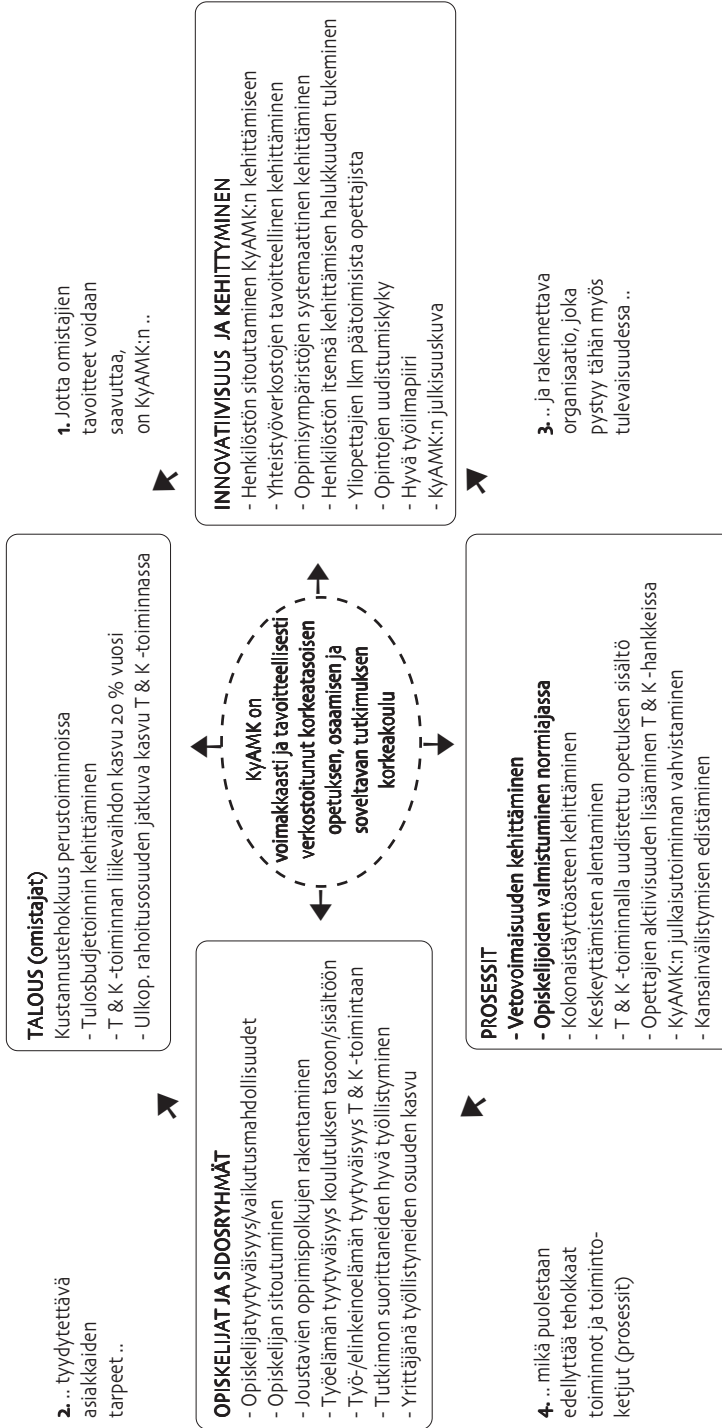 2. .. tyydytettävä
asiakkaiden
tarpeet ..
TALOUS (omistajat)
Kustannustehokkuus perustoiminnoissa
- Tulosbudjetoinnin kehittäminen
- T & K -toiminnan liikevaihdon kasvu 20 % vuosi
- Ulkop. rahoitusosuuden jatkuva kasvu T & K -toiminnassa
1. Jotta omistajien
tavoitteet voidaan
saavuttaa,
on KyAMK:n ..
OPISKELIJAT JA SIDOSRYHMÄT
- Opiskelijatyytyväisyys/vaikutusmahdollisuudet
- Opiskelijan sitoutuminen
- Joustavien oppimispolkujen rakentaminen
- Työelämän tyytyväisyys koulutuksen tasoon/sisältöön
- Työ-/elinkeinoelämän tyytyväisyys T & K -toimintaan
- Tutkinnon suorittaneiden hyvä työllistyminen
- Yrittäjänä työllistyneiden osuuden kasvu
KyAMK on
voimakkaasti ja tavoitteellisesti
verkostoitunut korkeatasoisen
opetuksen, osaamisen ja
soveltavan tutkimuksen
korkeakoulu
INNOVATIIVISUUS JA KEHITTYMINEN
- Henkilöstön sitouttaminen KyAMK:n kehittämiseen
- Yhteistyöverkostojen tavoitteellinen kehittäminen
- Oppimisympäristöjen systemaattinen kehittäminen
- Henkilöstön itsensä kehittämisen halukkuuden tukeminen
- Yliopettajien lkm päätoimisista opettajista
- Opintojen uudistumiskyky
- Hyvä työilmapiiri
- KyAMK:n julkisuuskuva
4. .. mikä puolestaan
edellyttää tehokkaat
toiminnot ja toiminto-
ketjut (prosessit)
PROSESSIT
- Vetovoimaisuuden kehittäminen
- Opiskelijoiden valmistuminen normiajassa
- Kokonaistäyttöasteen kehittäminen
- Keskeyttämisten alentaminen
- T & K -toiminnalla uudistettu opetuksen sisältö
- Opettajien aktiivisuuden lisääminen T & K -hankkeissa
- KyAMK:n julkaisutoiminnan vahvistaminen
- Kansainvälistymisen edistäminen
3. .. ja rakennettava
organisaatio, joka
pystyy tähän myös
tulevaisuudessa ..